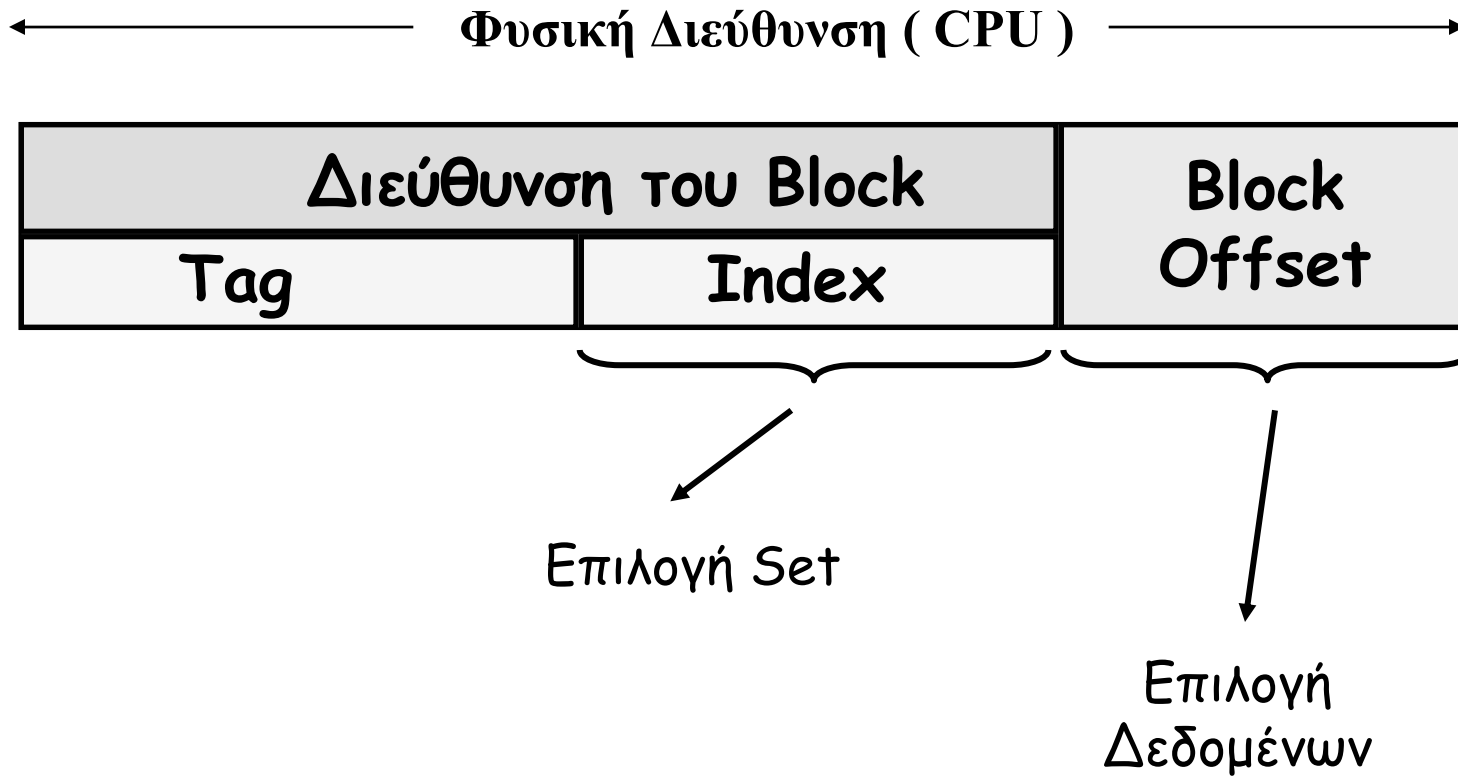 Φυσική Διεύθυνση ( CPU )
Διεύθυνση του Block
Block
Offset
Tag
Index
Επιλογή Set
Επιλογή
Δεδομένων